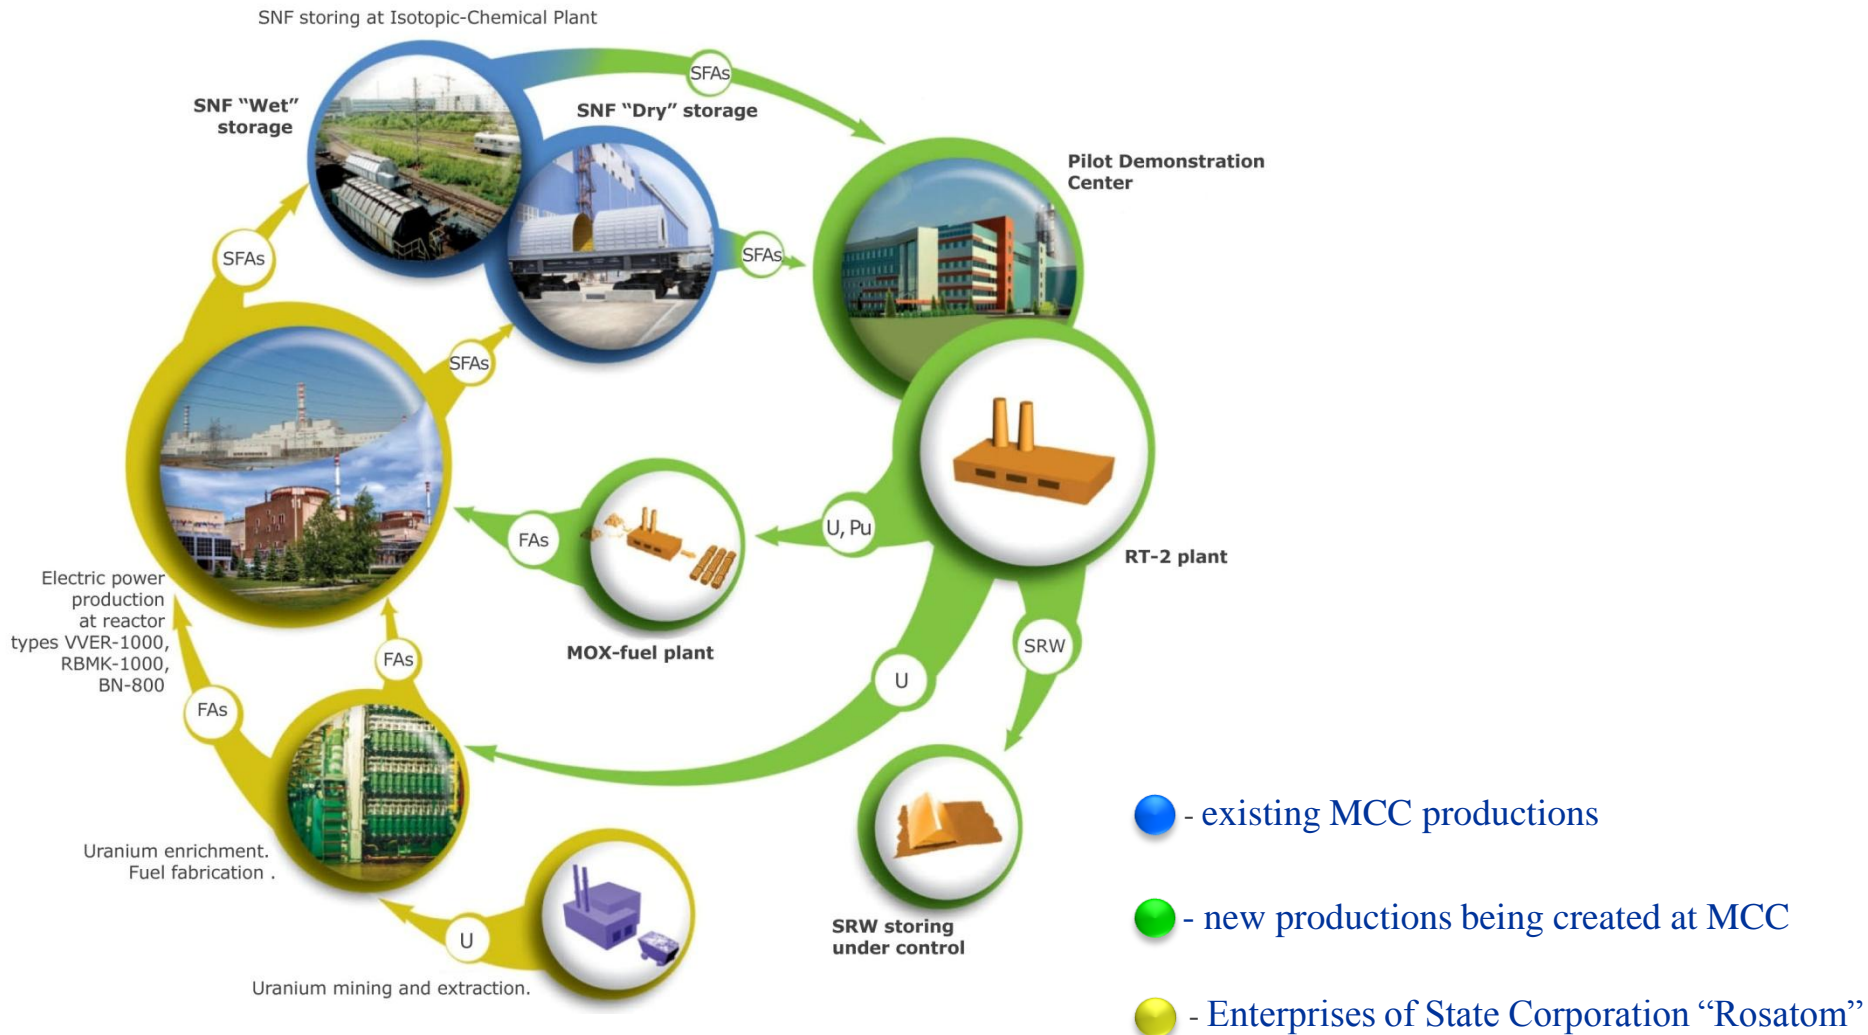 SNF storing at Isotopic-Chemical Plant
SFAs
SNF “Wet”
storage
SNF “Dry” storage
Pilot Demonstration
Center
SFAs
SFAs
SFAs
U, Pu
FAs
RT-2 plant
Electric power
production
at reactor
types VVER-1000,
RBMK-1000,
BN-800
MOX-fuel plant
SRW
FAs
U
FAs
Uranium enrichment.
Fuel fabrication .
U
SRW storing
under control
Uranium mining and extraction.
- existing MCC productions
- new productions being created at MCC
- Enterprises of State Corporation “Rosatom”